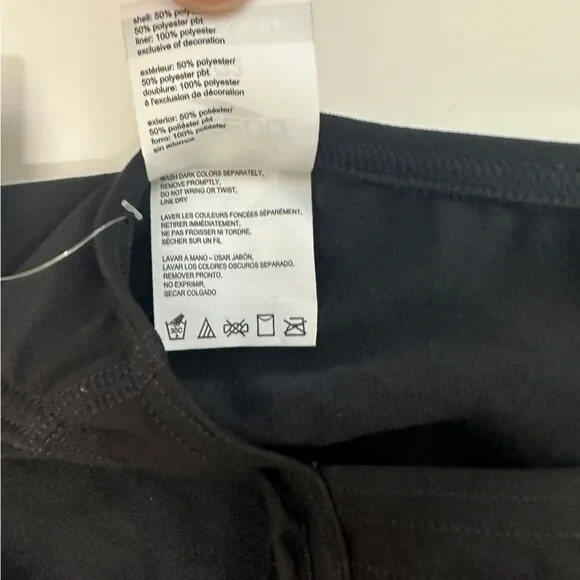 shell: 50% polyester/
50% polyester pbt
liner: 100% polyester
exclusive of decoration
extérieur: 50% polyester/
50% polyester pbt
doublure: 100% polyester
à l'exclusion de décoration
exterior: 50% poliéster/
50% poliéster pbt
forro: 100% poliéster
sin adornos
WASH DARK COLORS SEPARATELY,
REMOVE PROMPTLY,
DO NOT WRING OR TWIST,
LINE DRY
LAVER LES COULEURS FONCÉES SÉPARÉMENT,
RETIRER IMMÉDIATEMENT,
NE PAS FROISSER NI TORDRE,
SÉCHER SUR UN FIL
LAVAR A MANO – USAR JABÓN,
LAVAR LOS COLORES OSCUROS SEPARADO,
REMOVER PRONTO,
NO EXPRIMIR,
SECAR COLGADO
30C